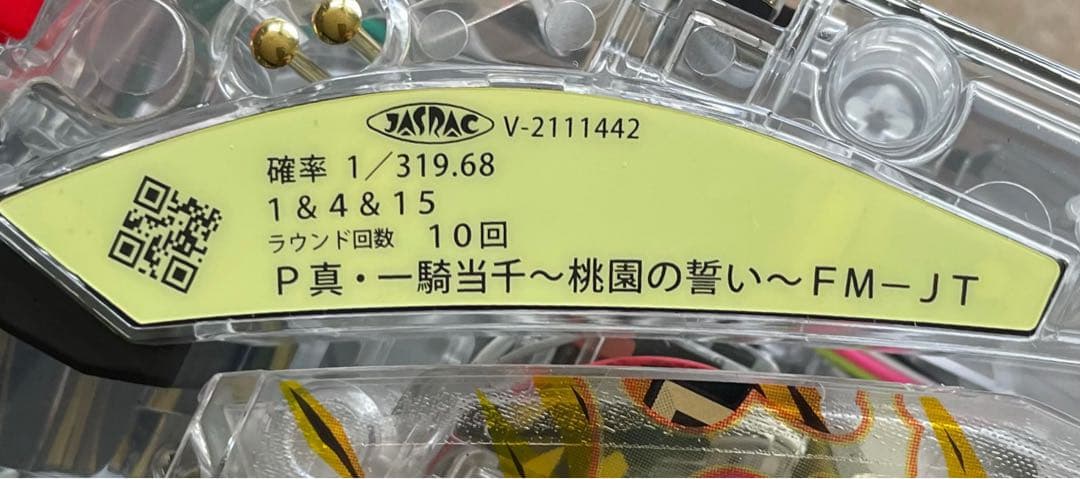 JASRAC V-2111442
確率 1／319.68
1＆4＆15
ラウンド回数 10回
P真・一騎当千～桃園の誓い～FM－JT